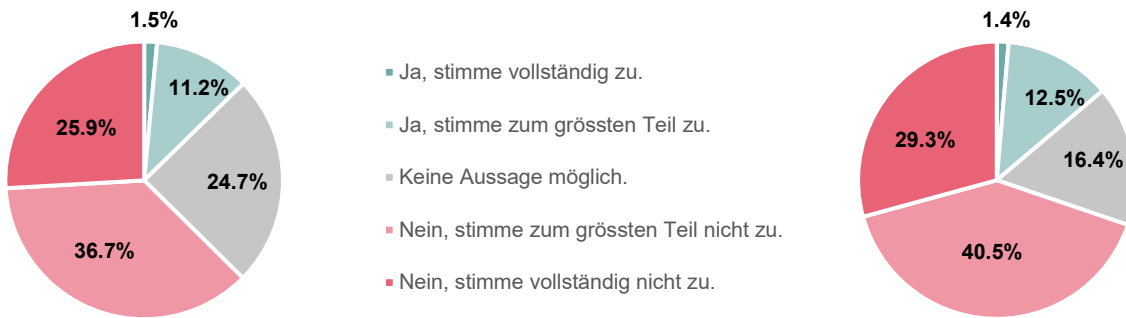 1.5%
11.2%
24.7%
36.7%
25.9%
Ja, stimme vollständig zu.
Ja, stimme zum grössten Teil zu.
Keine Aussage möglich.
Nein, stimme zum grössten Teil nicht zu.
Nein, stimme vollständig nicht zu.
1.4%
12.5%
16.4%
40.5%
29.3%